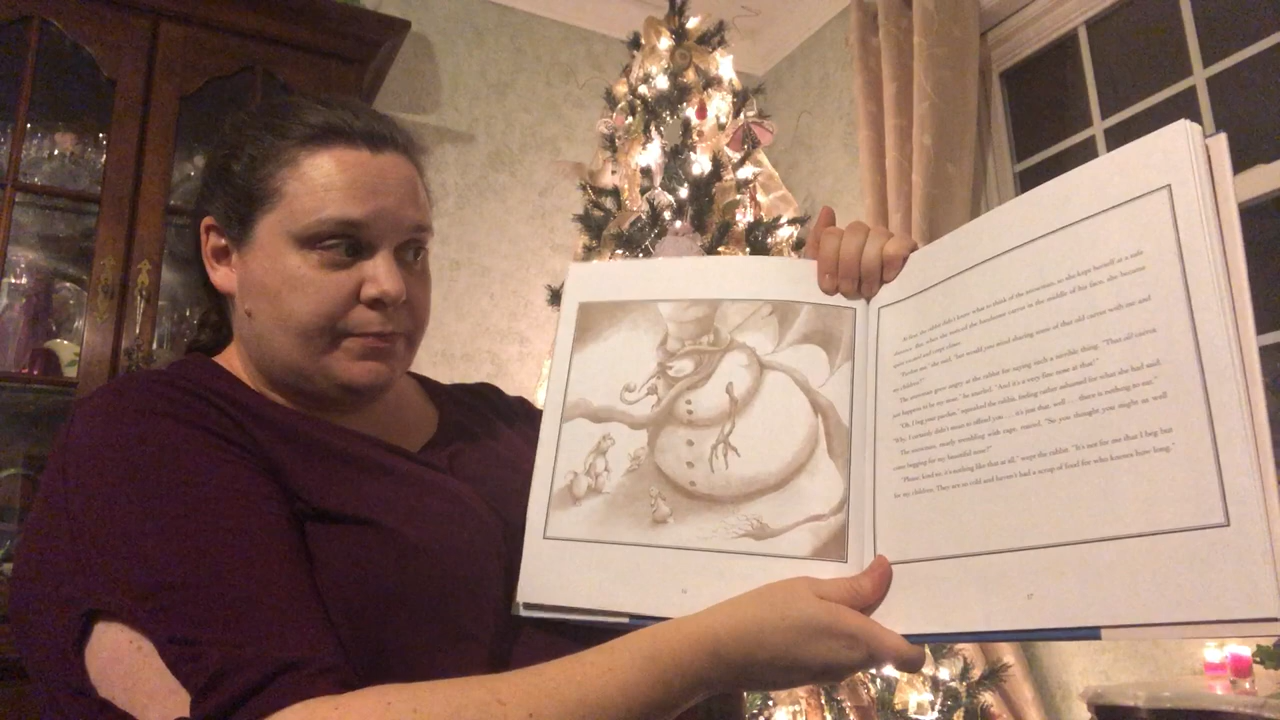 At first the rabbit didn't know what to think of the snowman, so she kept herself at a safe
distance. But when she noticed the handsome carrot in the middle of his face, she became
quite excited and crept closer.
"Pardon me," she said, "but would you mind sharing some of that old carrot with me and
my children?"
The snowman grew angry at the rabbit for saying such a terrible thing. "That old carrot
just happens to be my nose," he snarled. "And it's a very fine nose at that!"
"Oh, I beg your pardon," squeaked the rabbit, feeling rather ashamed for what she had said.
"Why, I certainly didn't mean to offend you . . . it's just that, well . . . there is nothing to eat."
The snowman, nearly trembling with rage, roared, "So you thought you might as well
come begging for my beautiful nose?"
"Please, kind sir, it's nothing like that at all," wept the rabbit. "It's not for me that I beg but
for my children. They are so cold and haven't had a scrap of food for who knows how long."
17